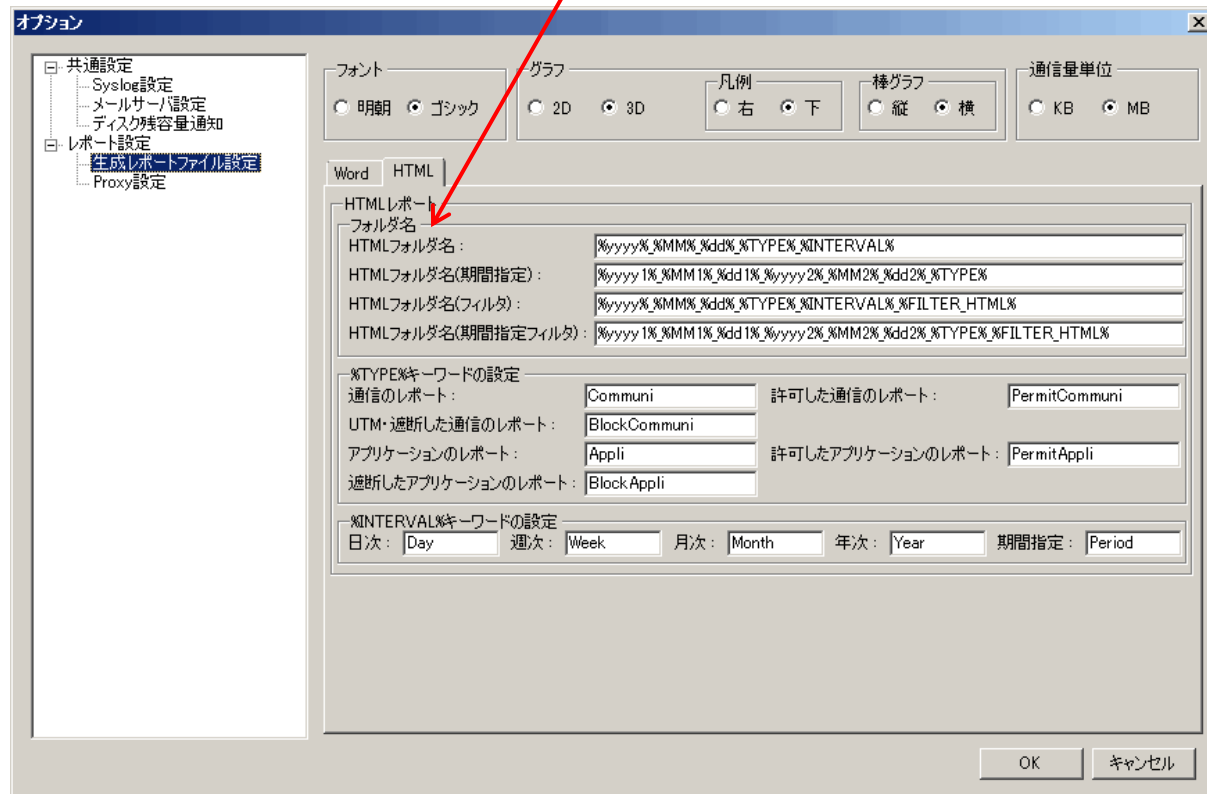 オプション
共通設定
Syslog設定
メールサーバ設定
ディスク残容量通知
レポート設定
生成レポートファイル設定
Proxy設定
フォント
明朝 ゴシック
グラフ
2D 3D
凡例
右 下
棒グラフ
縦 横
通信量単位
KB MB
Word HTML
HTMLレポート
フォルダ名
HTMLフォルダ名: %yyyy%_%MM%_%dd%_%TYPE%_%INTERVAL%
HTMLフォルダ名(期間指定): %yyyy1%_%MM1%_%dd1%_%yyyy2%_%MM2%_%dd2%_%TYPE%
HTMLフォルダ名(フィルタ): %yyyy%_%MM%_%dd%_%TYPE%_%INTERVAL%_%FILTER_HTML%
HTMLフォルダ名(期間指定フィルタ): %yyyy1%_%MM1%_%dd1%_%yyyy2%_%MM2%_%dd2%_%TYPE%_%FILTER_HTML%
%TYPE%キーワードの設定
通信のレポート: Communi 許可した通信のレポート: PermitCommuni
UTM・遮断した通信のレポート: BlockCommuni
アプリケーションのレポート: Appli 許可したアプリケーションのレポート: PermitAppli
遮断したアプリケーションのレポート: BlockAppli
%INTERVAL%キーワードの設定
日次: Day 週次: Week 月次: Month 年次: Year 期間指定: Period
OK キャンセル